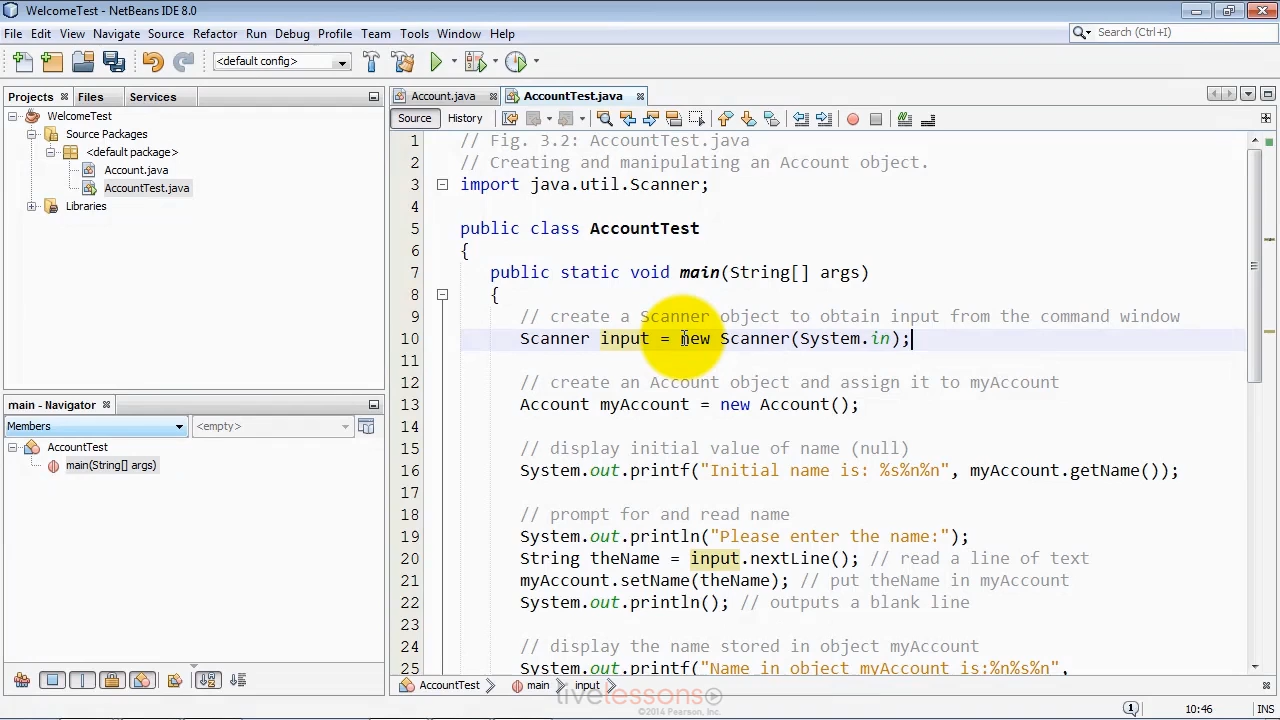 WelcomeTest - NetBeans IDE 8.0
File Edit View Navigate Source Refactor Run Debug Profile Team Tools Window Help
Search (Ctrl+I)
<default config>
Projects Files Services
WelcomeTest
Source Packages
<default package>
Account.java
AccountTest.java
Libraries
main - Navigator
Members <empty>
AccountTest
main(String[] args)
Account.java AccountTest.java
Source History
1 // Fig. 3.2: AccountTest.java
2 // Creating and manipulating an Account object.
3 import java.util.Scanner;
4
5 public class AccountTest
6 {
7 public static void main(String[] args)
8 {
9 // create a Scanner object to obtain input from the command window
10 Scanner input = new Scanner(System.in);
11
12 // create an Account object and assign it to myAccount
13 Account myAccount = new Account();
14
15 // display initial value of name (null)
16 System.out.printf("Initial name is: %s%n%n", myAccount.getName());
17
18 // prompt for and read name
19 System.out.println("Please enter the name:");
20 String theName = input.nextLine(); // read a line of text
21 myAccount.setName(theName); // put theName in myAccount
22 System.out.println(); // outputs a blank line
23
24 // display the name stored in object myAccount
25 System.out.printf("Name in object myAccount is:%n%s%n",
AccountTest main input
livelessons
©2014 Pearson, Inc.
1 10:46 INS